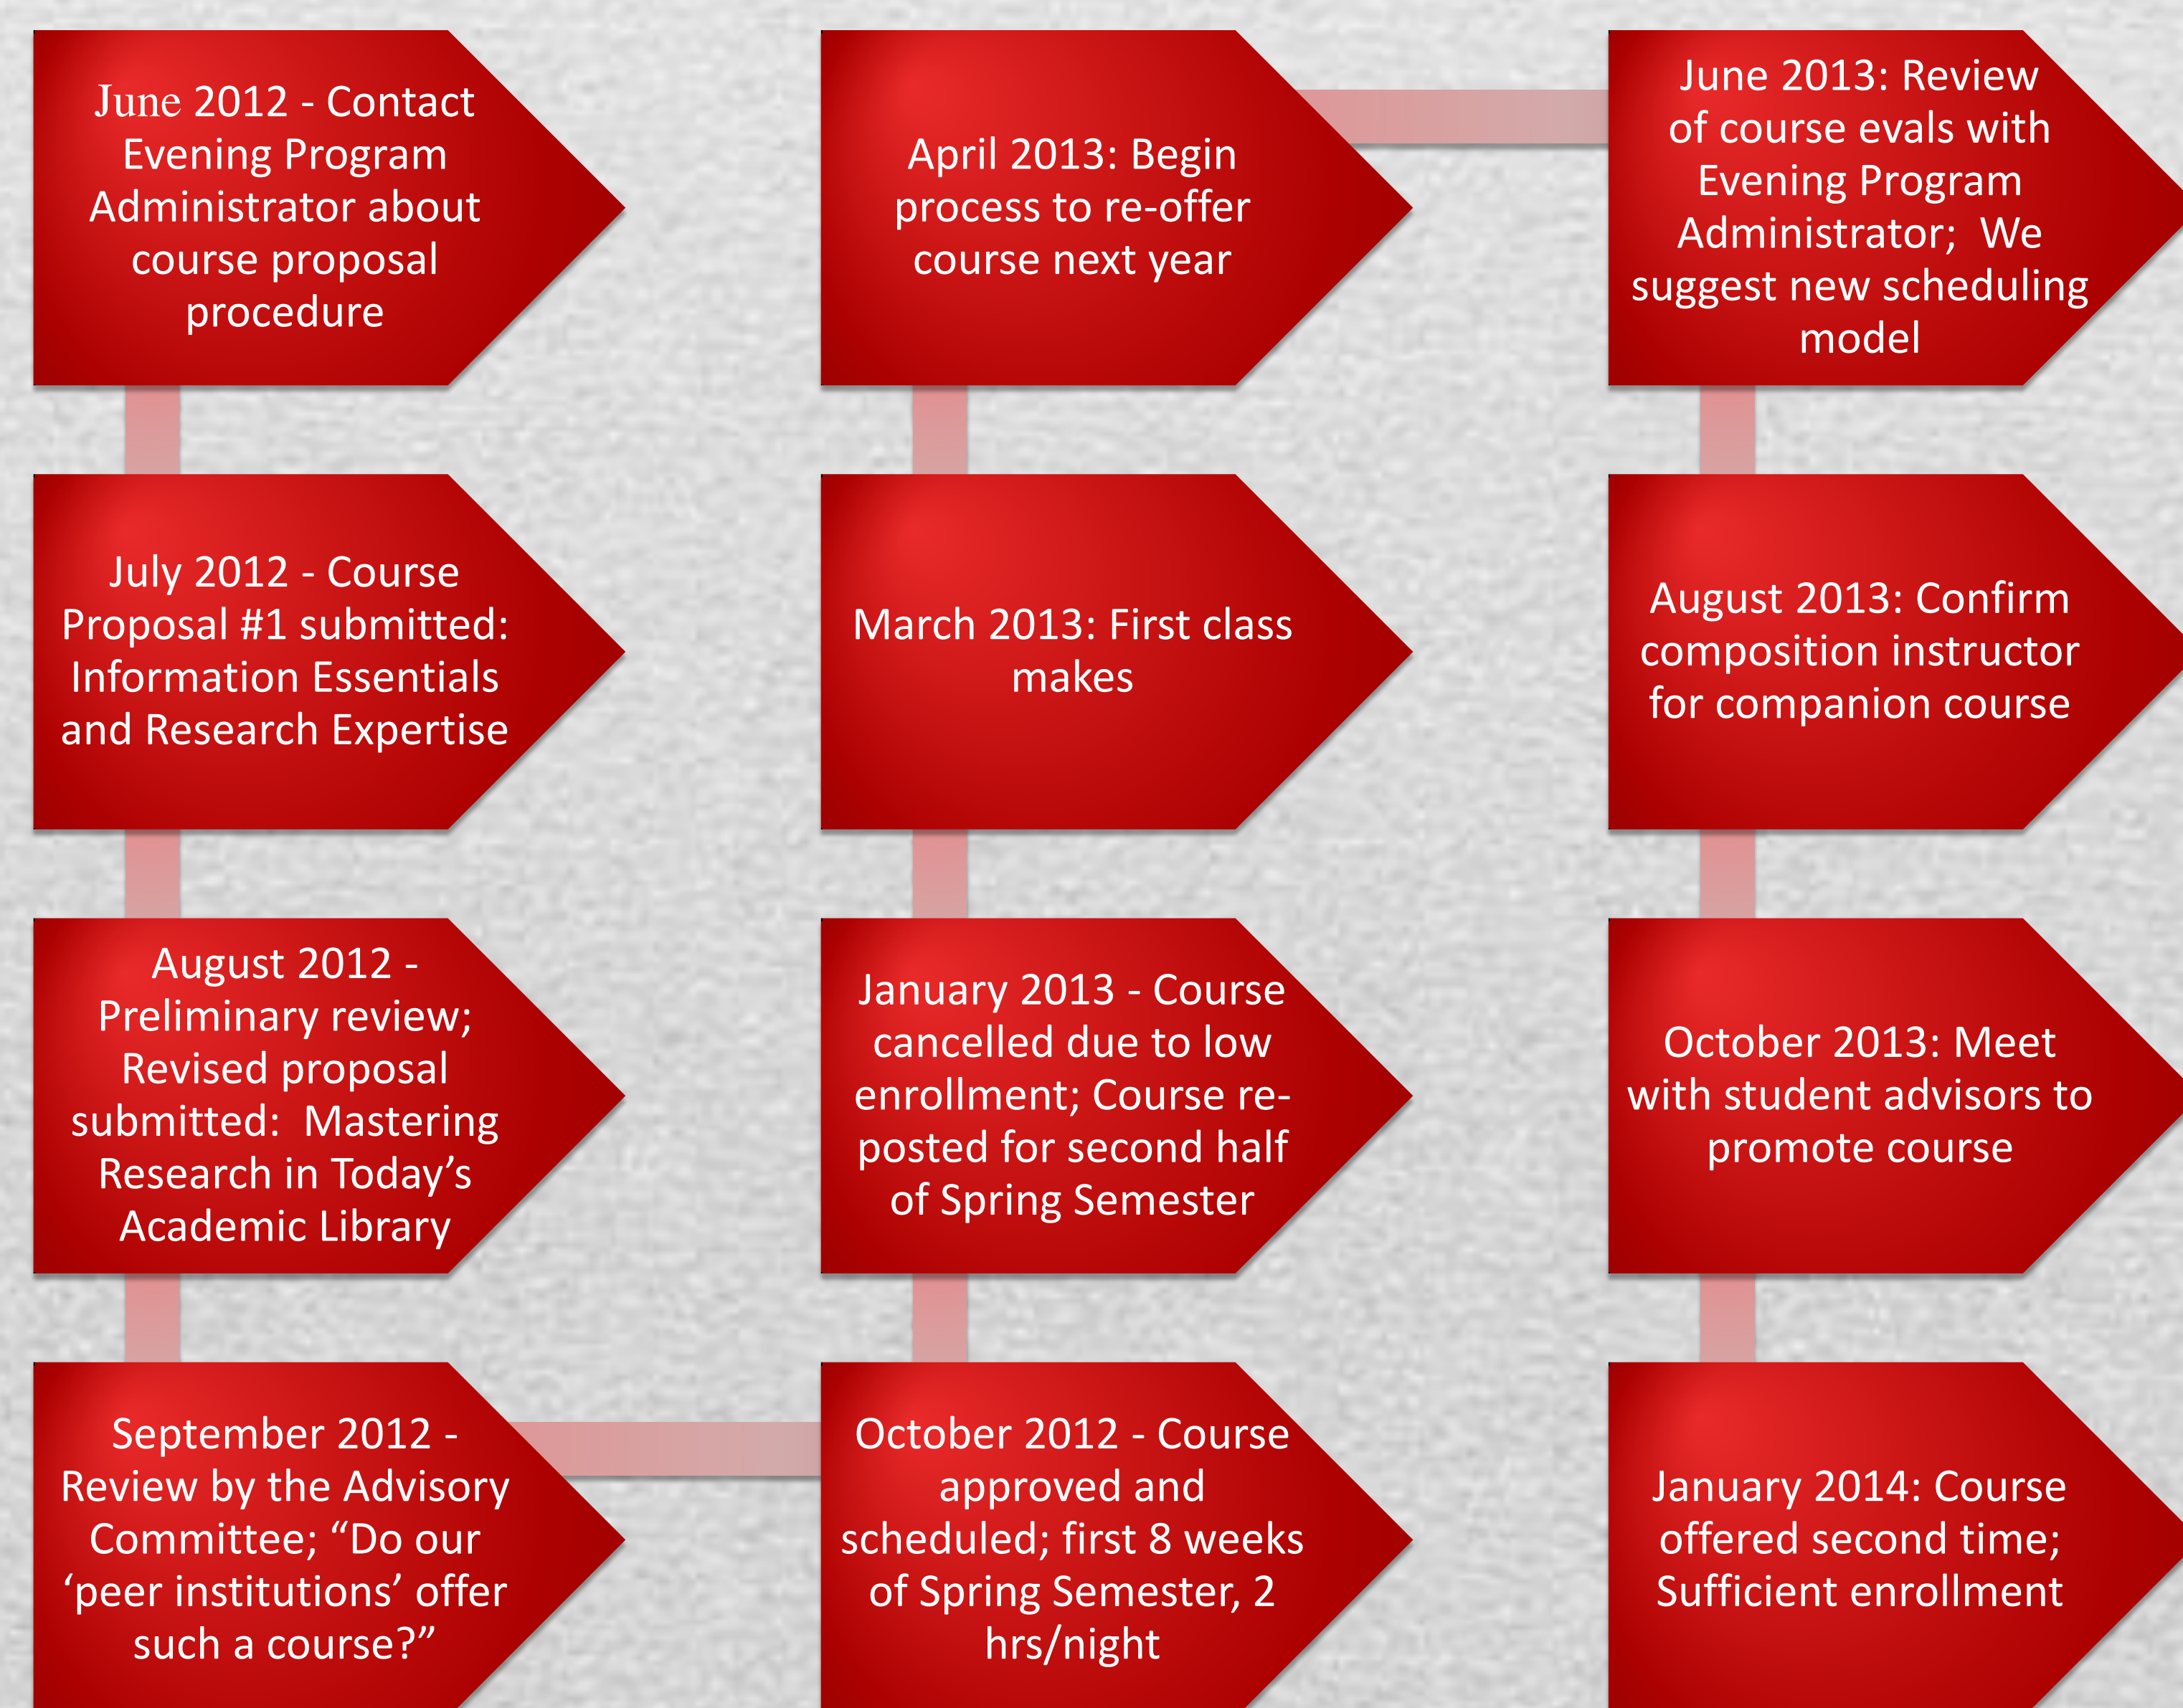 June 2012 - Contact
Evening Program
Administrator about
course proposal
procedure
July 2012 - Course
Proposal #1 submitted:
Information Essentials
and Research Expertise
August 2012 -
Preliminary review;
Revised proposal
submitted:  Mastering
Research in Today’s
Academic Library
September 2012 -
Review by the Advisory
Committee; “Do our
‘peer institutions’ offer
such a course?”
October 2012 - Course
approved and
scheduled; first 8 weeks
of Spring Semester, 2
hrs/night
January 2013 - Course
cancelled due to low
enrollment; Course re-
posted for second half
of Spring Semester
March 2013: First class
makes
April 2013: Begin
process to re-offer
course next year
June 2013: Review
of course evals with
Evening Program
Administrator;  We
suggest new scheduling
model
August 2013: Confirm
composition instructor
for companion course
October 2013: Meet
with student advisors to
promote course
January 2014: Course
offered second time;
Sufficient enrollment